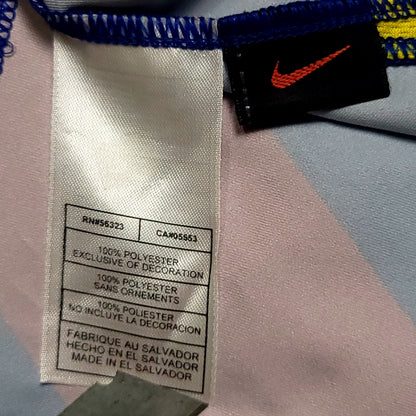 RN#56323 CA#05553
100% POLYESTER
EXCLUSIVE OF DECORATION
100% POLYESTER
SANS ORNEMENTS
100% POLIESTER
NO INCLUYE LA DECORACION
FABRIQUE AU SALVADOR
HECHO EN EL SALVADOR
MADE IN EL SALVADOR